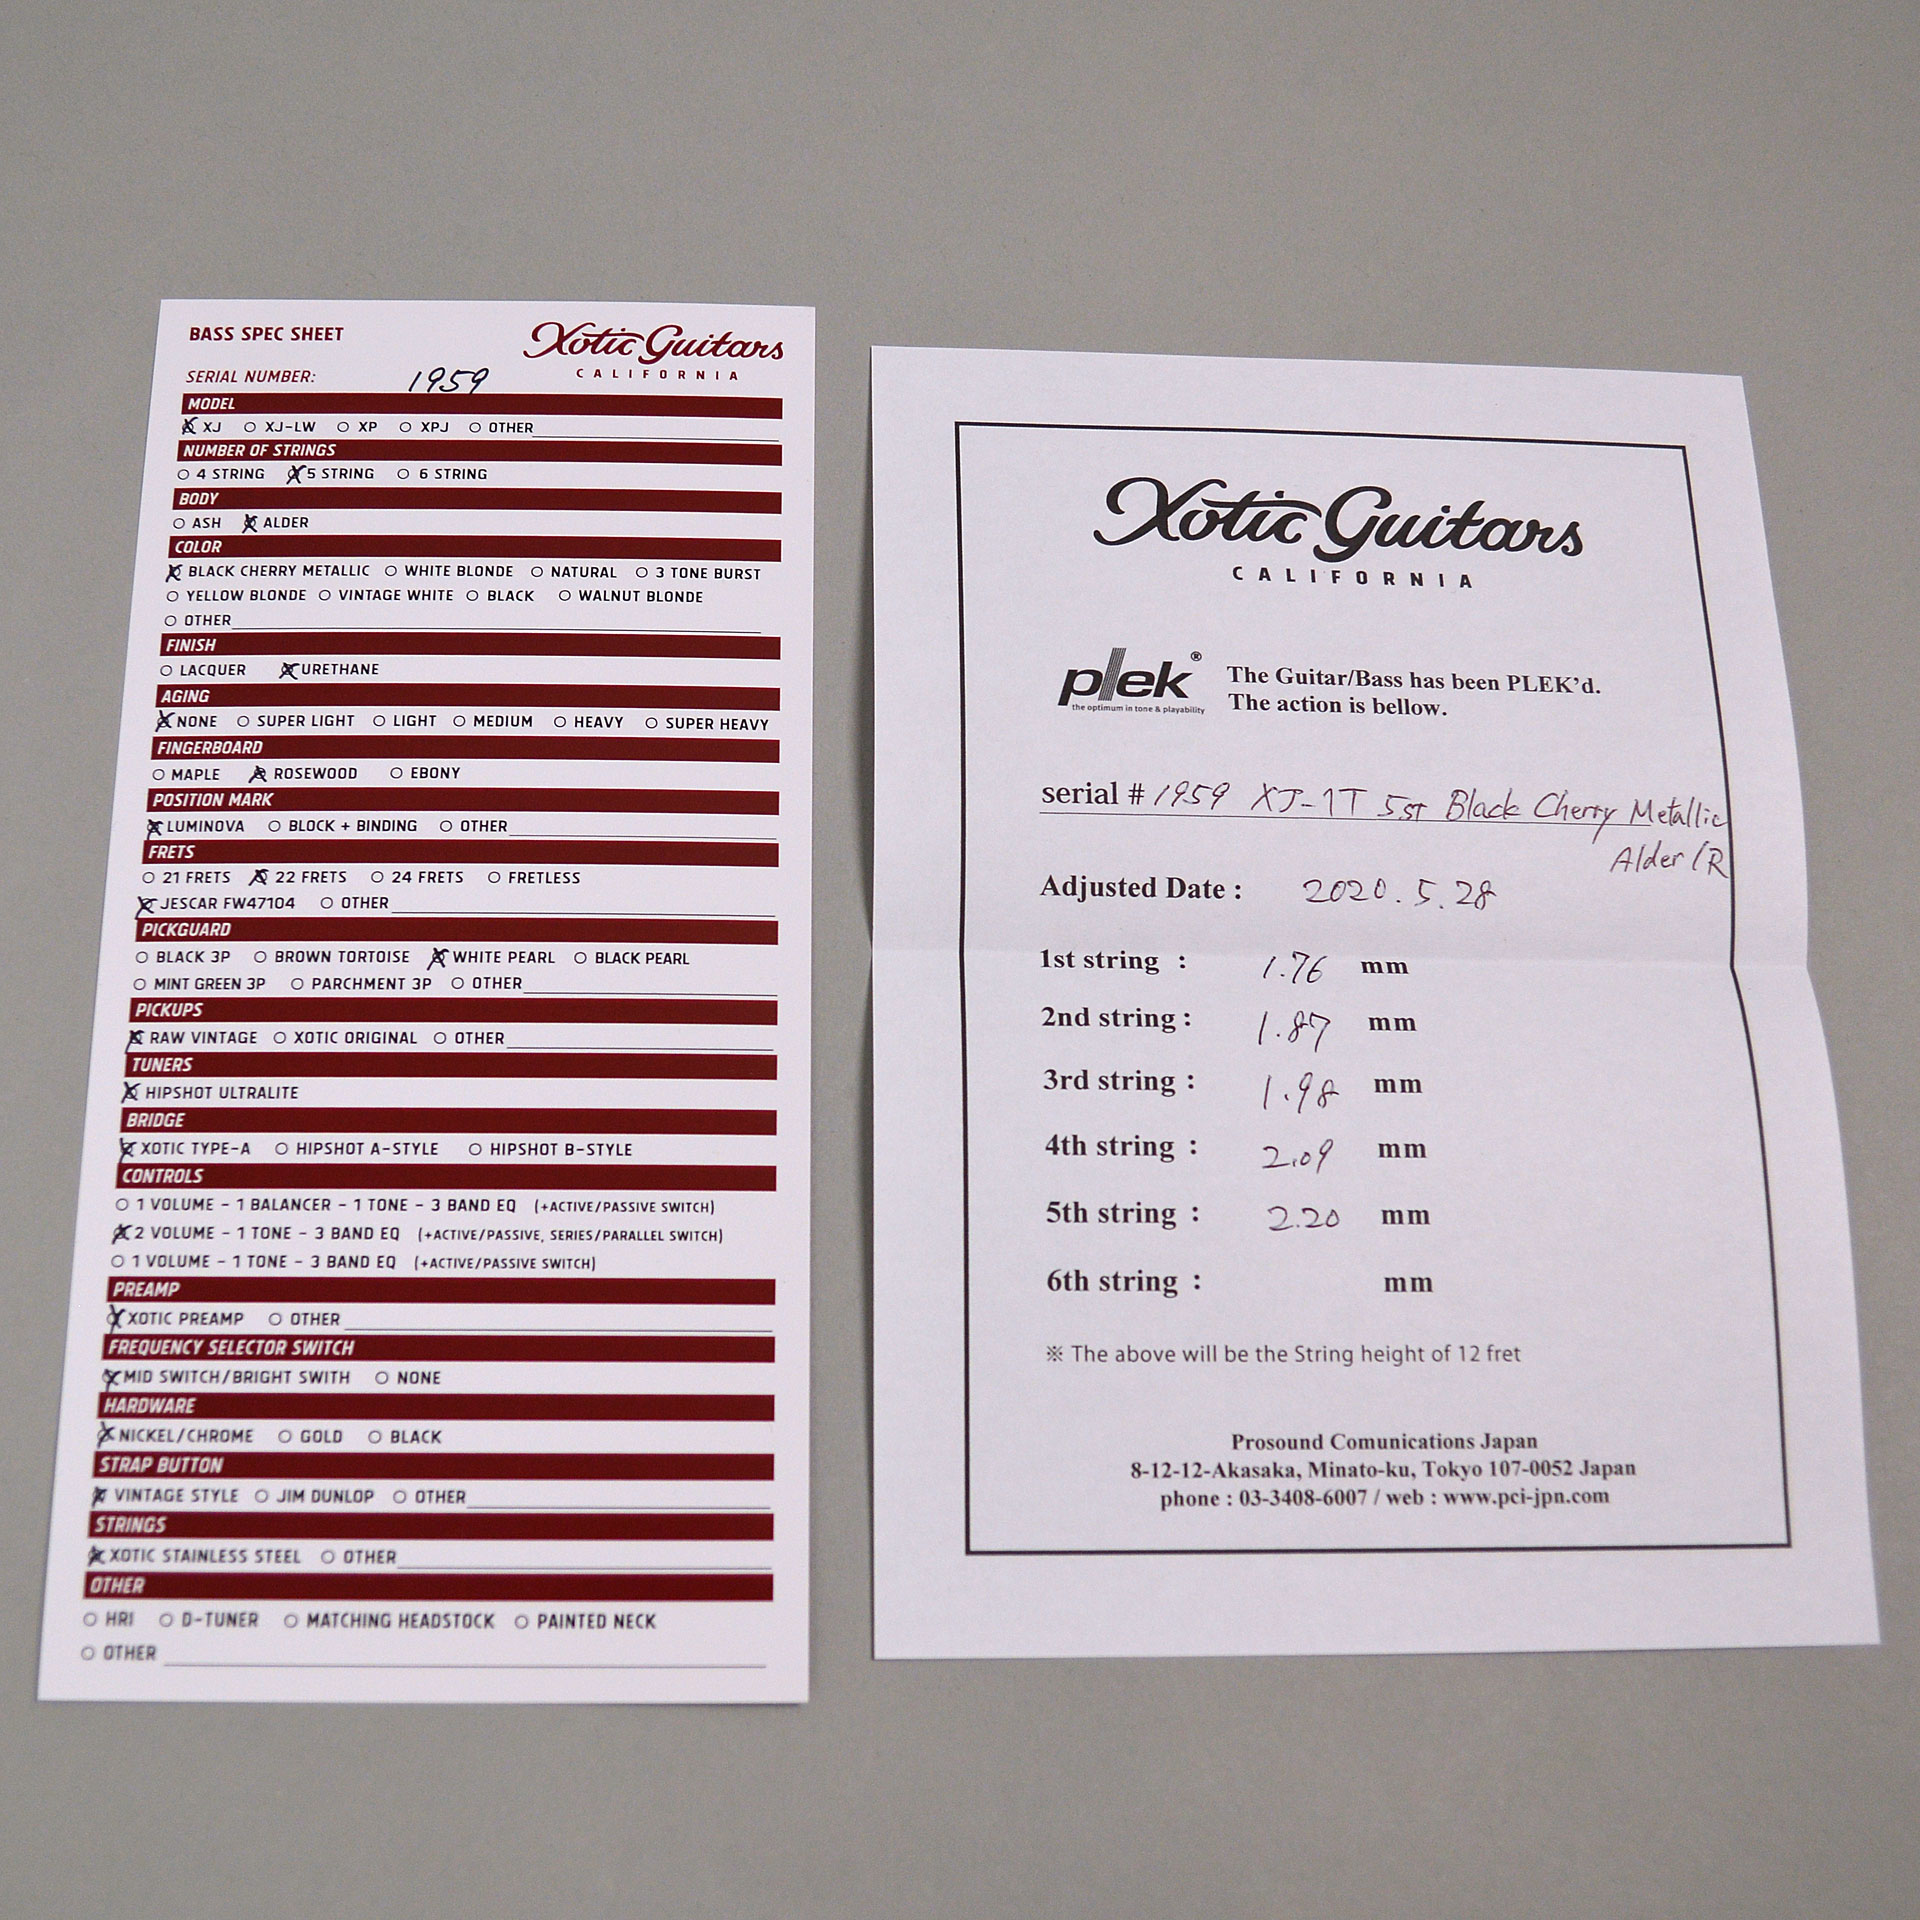 BASS SPEC SHEET
Xotic Guitars
CALIFORNIA
SERIAL NUMBER: 1959
MODEL
XJ XJ-LW XP XPJ OTHER
NUMBER OF STRINGS
4 STRING 5 STRING 6 STRING
BODY
ASH ALDER
COLOR
BLACK CHERRY METALLIC WHITE BLONDE NATURAL 3 TONE BURST
YELLOW BLONDE VINTAGE WHITE BLACK WALNUT BLONDE
OTHER
FINISH
LACQUER URETHANE
AGING
NONE SUPER LIGHT LIGHT MEDIUM HEAVY SUPER HEAVY
FINGERBOARD
MAPLE ROSEWOOD EBONY
POSITION MARK
LUMINOVA BLOCK + BINDING OTHER
FRETS
21 FRETS 22 FRETS 24 FRETS FRETLESS
JESCAR FW47104 OTHER
PICKGUARD
BLACK 3P BROWN TORTOISE WHITE PEARL BLACK PEARL
MINT GREEN 3P PARCHMENT 3P OTHER
PICKUPS
RAW VINTAGE XOTIC ORIGINAL OTHER
TUNERS
HIPSHOT ULTRALITE
BRIDGE
XOTIC TYPE-A HIPSHOT A-STYLE HIPSHOT B-STYLE
CONTROLS
1 VOLUME - 1 BALANCER - 1 TONE - 3 BAND EQ (+ACTIVE/PASSIVE SWITCH)
2 VOLUME - 1 TONE - 3 BAND EQ (+ACTIVE/PASSIVE, SERIES/PARALLEL SWITCH)
1 VOLUME - 1 TONE - 3 BAND EQ (+ACTIVE/PASSIVE SWITCH)
PREAMP
XOTIC PREAMP OTHER
FREQUENCY SELECTOR SWITCH
MID SWITCH/BRIGHT SWITH NONE
HARDWARE
NICKEL/CHROME GOLD BLACK
STRAP BUTTON
VINTAGE STYLE JIM DUNLOP OTHER
STRINGS
XOTIC STAINLESS STEEL OTHER
OTHER
HRI D-TUNER MATCHING HEADSTOCK PAINTED NECK
OTHER
Xotic Guitars
CALIFORNIA
plek®
the optimum in tone & playability
The Guitar/Bass has been PLEK'd.
The action is bellow.
serial # 1959 XJ-1T 5st Black Cherry Metallic
Alder/R
Adjusted Date : 2020.5.28
1st string : 1.76 mm
2nd string : 1.87 mm
3rd string : 1.98 mm
4th string : 2.09 mm
5th string : 2.20 mm
6th string : mm
※ The above will be the String height of 12 fret
Prosound Comunications Japan
8-12-12-Akasaka, Minato-ku, Tokyo 107-0052 Japan
phone : 03-3408-6007 / web : www.pci-jpn.com